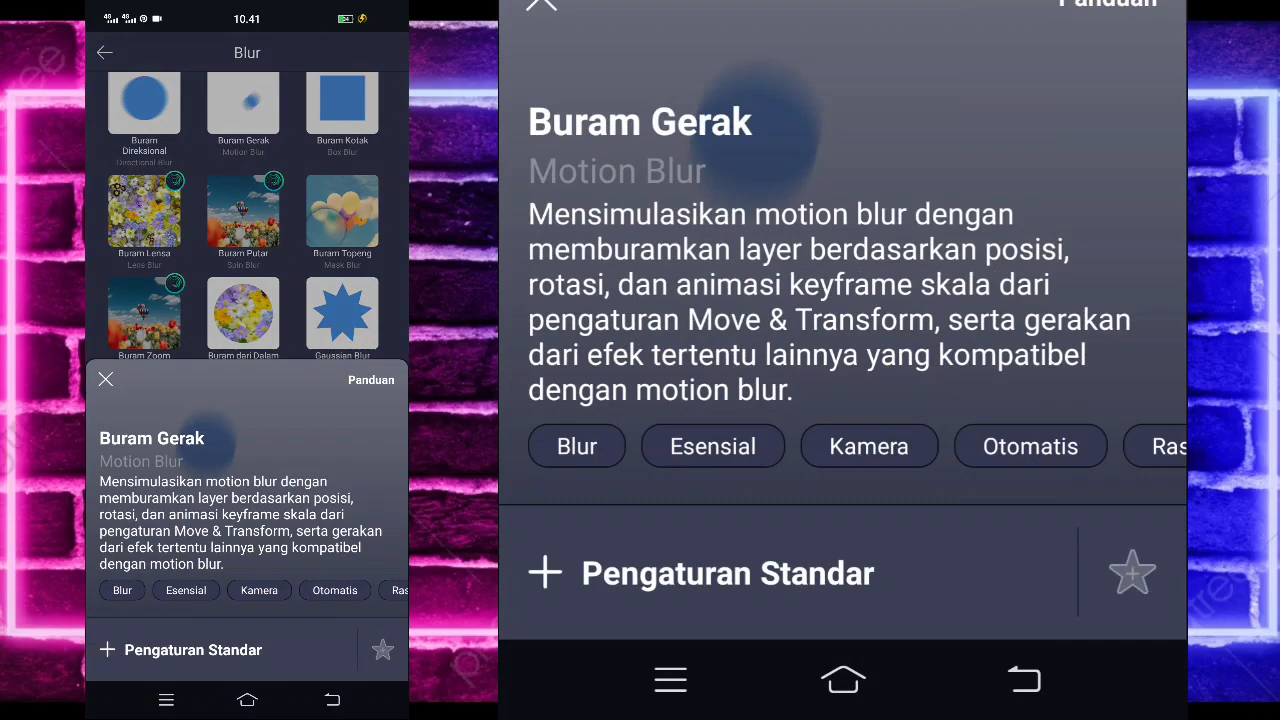 10.41
Blur
Buram Direksional
Directional Blur
Buram Gerak
Motion Blur
Buram Kotak
Box Blur
Buram Lensa
Lens Blur
Buram Putar
Spin Blur
Buram Topeng
Mask Blur
Buram Zoom
Buram dari Dalam
Gaussian Blur
Panduan
Buram Gerak
Motion Blur
Mensimulasikan motion blur dengan
memburamkan layer berdasarkan posisi,
rotasi, dan animasi keyframe skala dari
pengaturan Move & Transform, serta gerakan
dari efek tertentu lainnya yang kompatibel
dengan motion blur.
Blur Esensial Kamera Otomatis Ras
Pengaturan Standar
Panduan
Buram Gerak
Motion Blur
Mensimulasikan motion blur dengan
memburamkan layer berdasarkan posisi,
rotasi, dan animasi keyframe skala dari
pengaturan Move & Transform, serta gerakan
dari efek tertentu lainnya yang kompatibel
dengan motion blur.
Blur Esensial Kamera Otomatis Ras
Pengaturan Standar